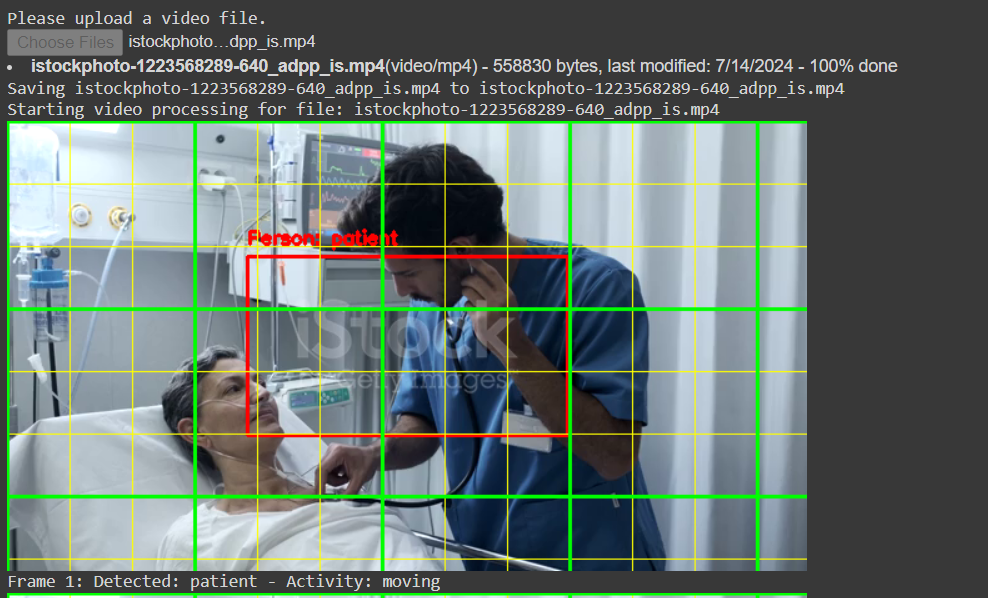 Please upload a video file.
Choose Files istockphoto…dpp_is.mp4
• istockphoto-1223568289-640_adpp_is.mp4(video/mp4) - 558830 bytes, last modified: 7/14/2024 - 100% done
Saving istockphoto-1223568289-640_adpp_is.mp4 to istockphoto-1223568289-640_adpp_is.mp4
Starting video processing for file: istockphoto-1223568289-640_adpp_is.mp4
Person: patient
iStock
Getty Images
Frame 1: Detected: patient - Activity: moving